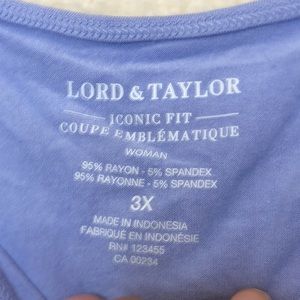 LORD & TAYLOR
ICONIC FIT
COUPE EMBLÉMATIQUE
WOMAN
95% RAYON - 5% SPANDEX
95% RAYONNE - 5% SPANDEX
3X
MADE IN INDONESIA
FABRIQUÉ EN INDONÉSIE
RN# 123455
CA 00234